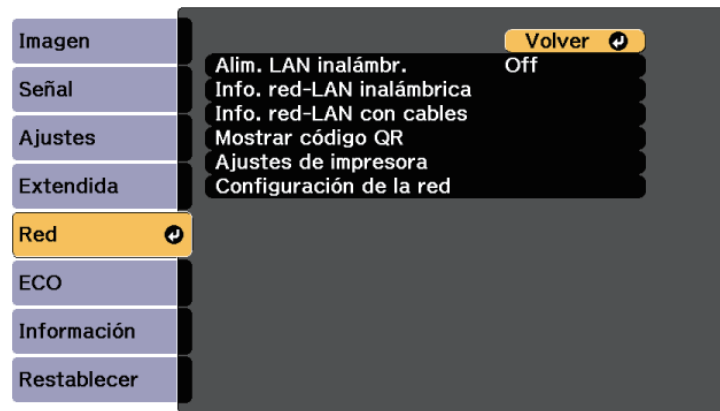 Imagen
Señal
Ajustes
Extendida
Red
ECO
Información
Restablecer
Volver
Alim. LAN inalámbr. Off
Info. red-LAN inalámbrica
Info. red-LAN con cables
Mostrar código QR
Ajustes de impresora
Configuración de la red